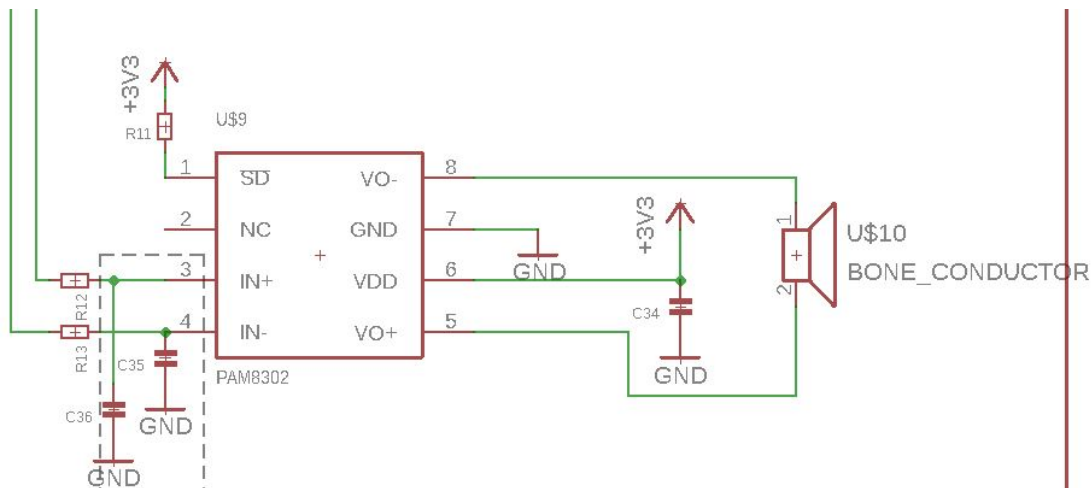 +3V3
R11
U$9
1
SD
VO-
8
2
NC
GND
7
GND
+3V3
3
IN+
VDD
6
R12
4
IN-
VO+
5
R13
C35
GND
C36
GND
PAM8302
C34
GND
1
U$10
BONE_CONDUCTOR
2